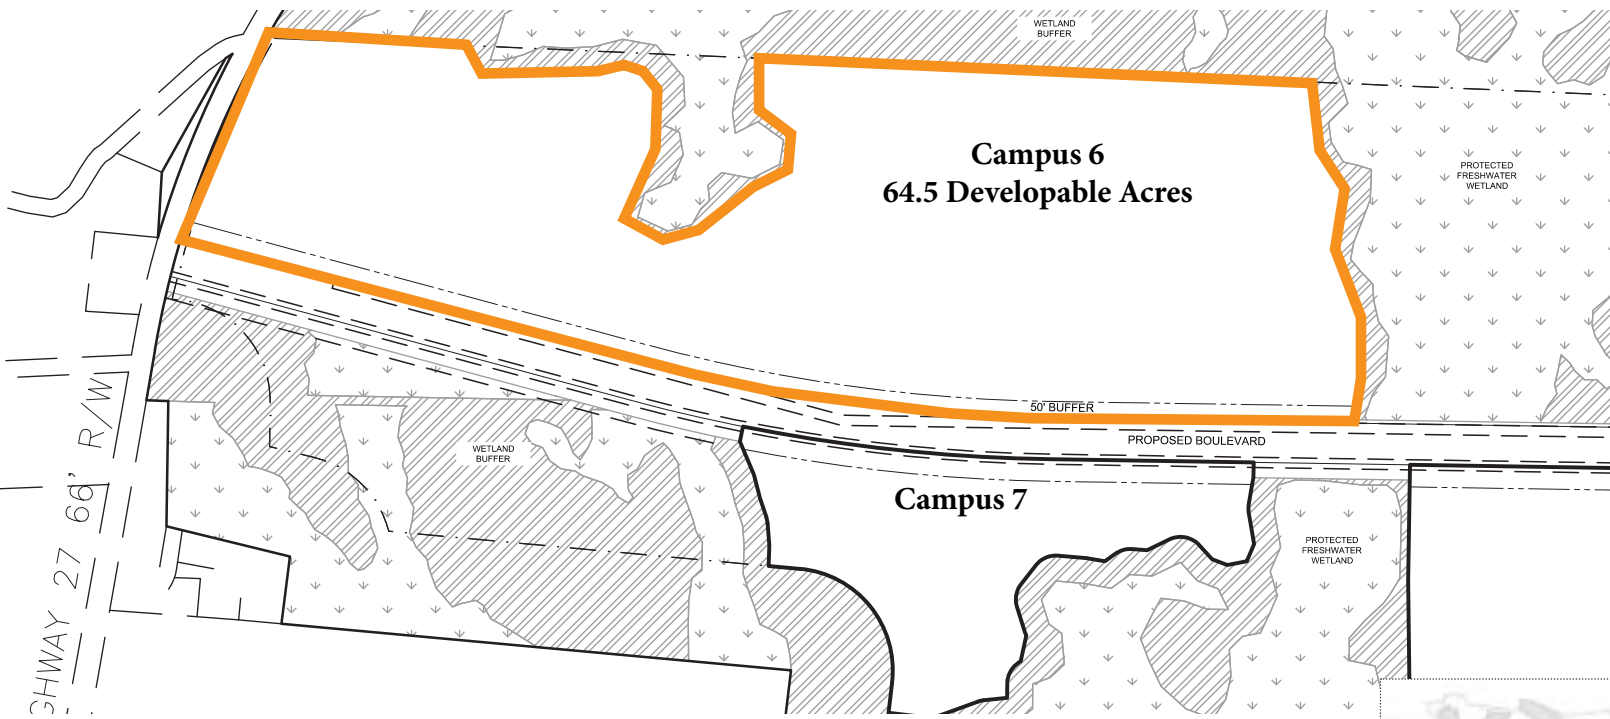 WETLAND
BUFFER
Campus 6
64.5 Developable Acres
PROTECTED
FRESHWATER
WETLAND
50' BUFFER
PROPOSED BOULEVARD
WETLAND
BUFFER
Campus 7
PROTECTED
FRESHWATER
WETLAND
GHWAY 27 66' R/W